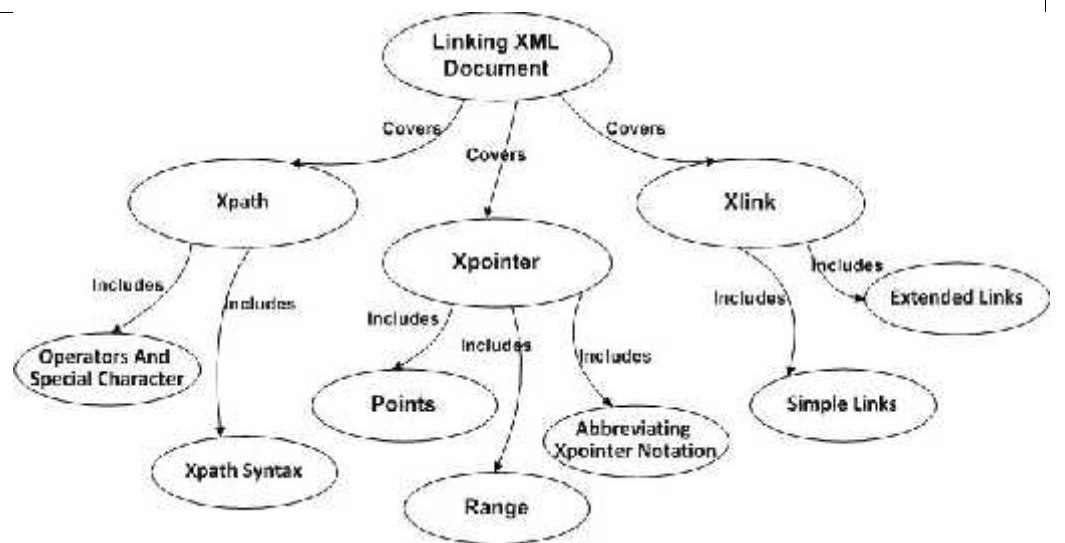 Linking XML
Document
Covers
Covers
Covers
Xpath
Xpointer
Xlink
Includes
Includes
Includes
Includes
Includes
Includes
Includes
Operators And
Special Character
Xpath Syntax
Points
Range
Abbreviating
Xpointer Notation
Simple Links
Extended Links